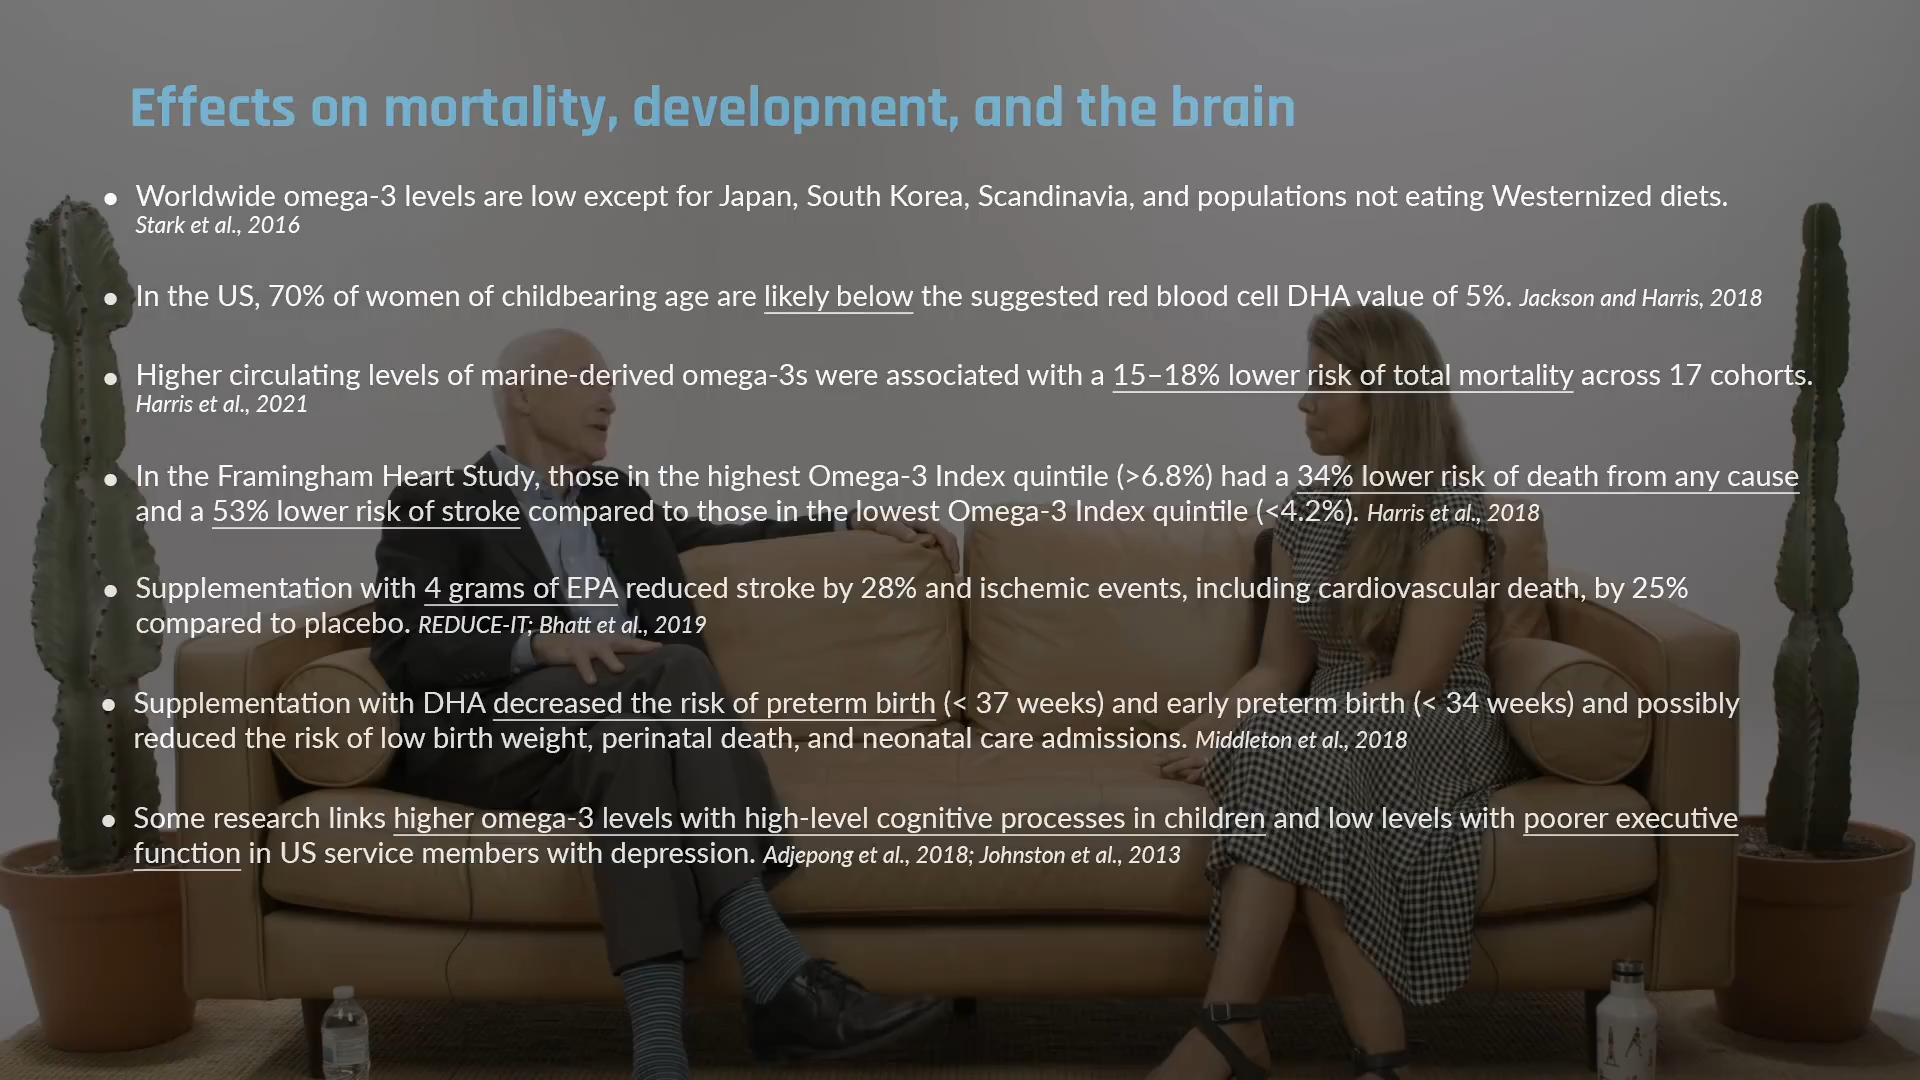 Effects on mortality, development, and the brain
● Worldwide omega-3 levels are low except for Japan, South Korea, Scandinavia, and populations not eating Westernized diets.
Stark et al., 2016
● In the US, 70% of women of childbearing age are likely below the suggested red blood cell DHA value of 5%. Jackson and Harris, 2018
● Higher circulating levels of marine-derived omega-3s were associated with a 15–18% lower risk of total mortality across 17 cohorts.
Harris et al., 2021
● In the Framingham Heart Study, those in the highest Omega-3 Index quintile (>6.8%) had a 34% lower risk of death from any cause
and a 53% lower risk of stroke compared to those in the lowest Omega-3 Index quintile (<4.2%). Harris et al., 2018
● Supplementation with 4 grams of EPA reduced stroke by 28% and ischemic events, including cardiovascular death, by 25%
compared to placebo. REDUCE-IT; Bhatt et al., 2019
● Supplementation with DHA decreased the risk of preterm birth (< 37 weeks) and early preterm birth (< 34 weeks) and possibly
reduced the risk of low birth weight, perinatal death, and neonatal care admissions. Middleton et al., 2018
● Some research links higher omega-3 levels with high-level cognitive processes in children and low levels with poorer executive
function in US service members with depression. Adjepong et al., 2018; Johnston et al., 2013